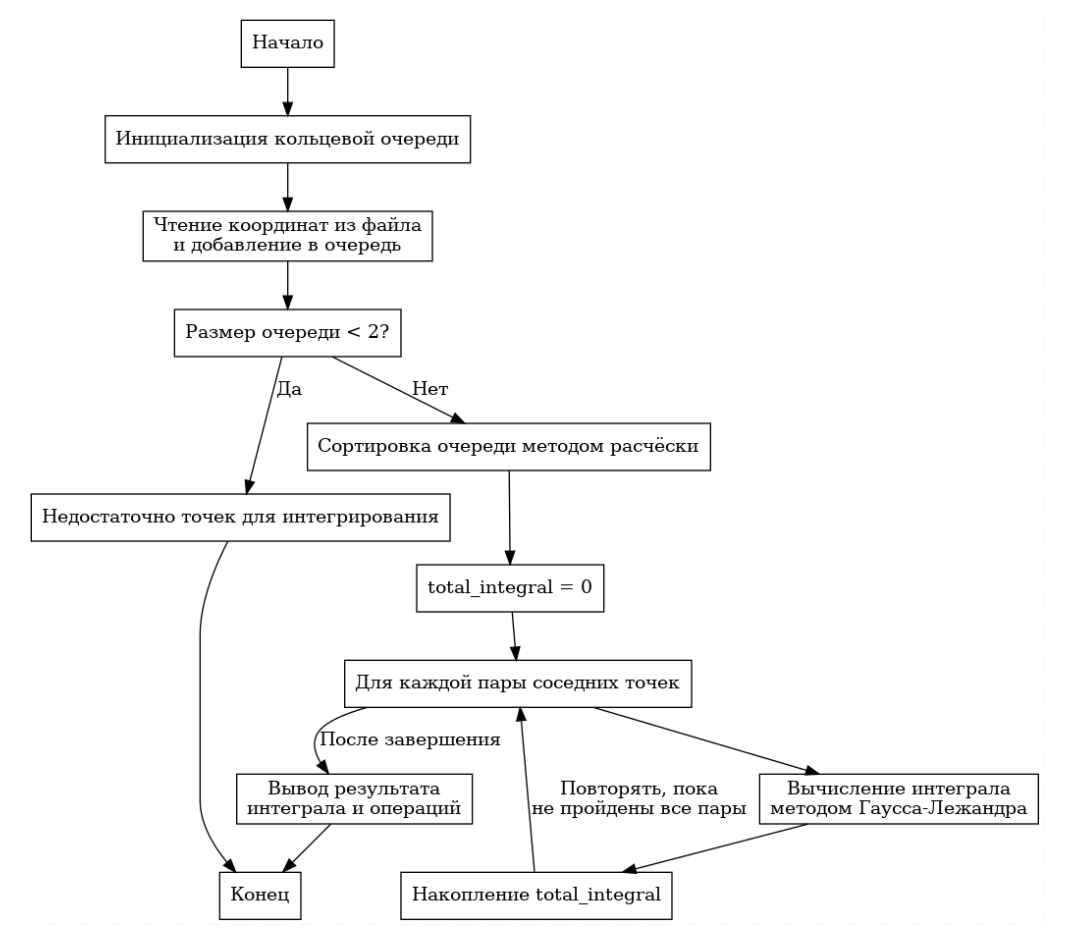 Начало
Инициализация кольцевой очереди
Чтение координат из файла
и добавление в очередь
Размер очереди < 2?
Да
Нет
Сортировка очереди методом расчёски
Недостаточно точек для интегрирования
total_integral = 0
Для каждой пары соседних точек
После завершения
Вывод результата
интеграла и операций
Повторять, пока
не пройдены все пары
Вычисление интеграла
методом Гаусса-Лежандра
Конец
Накопление total_integral